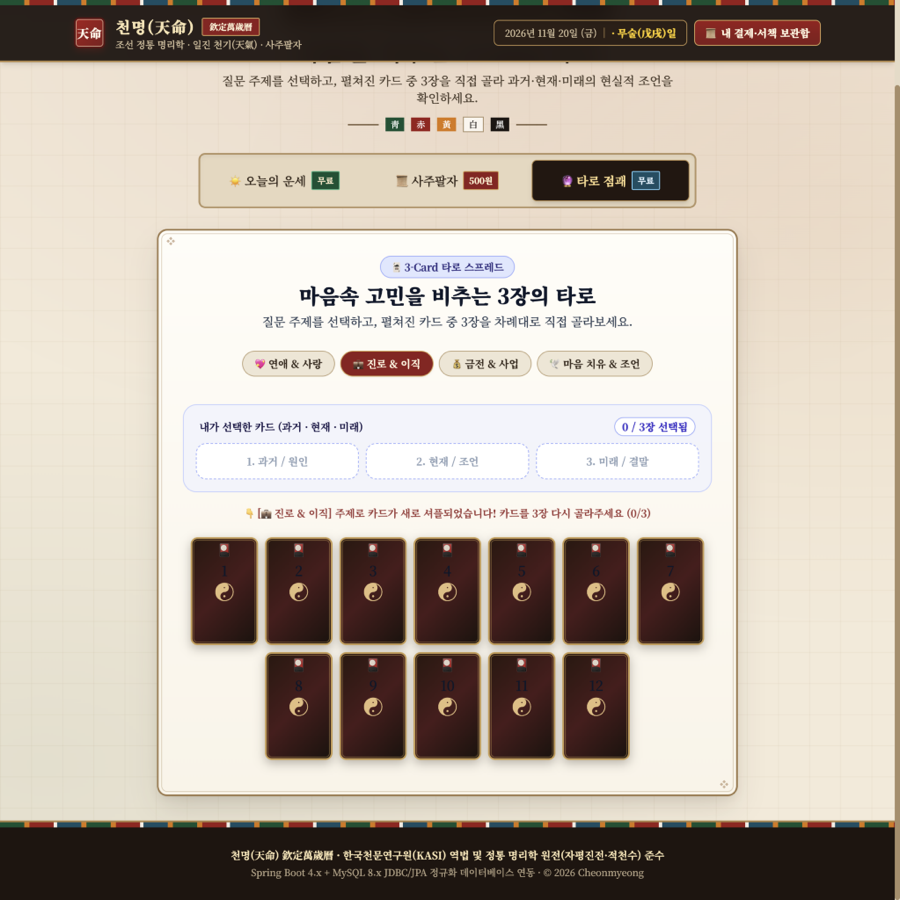 天命
천명(天命) 欽定萬歲曆
조선 정통 명리학 · 일진 천기(天氣) · 사주팔자
2026년 11월 20일 (금) | · 무술(戊戌)일
내 결제·서책 보관함
질문 주제를 선택하고, 펼쳐진 카드 중 3장을 직접 골라 과거·현재·미래의 현실적 조언을
확인하세요.
靑 赤 黃 白 黑
오늘의 운세 무료
사주팔자 500원
타로 점괘 무료
3-Card 타로 스프레드
마음속 고민을 비추는 3장의 타로
질문 주제를 선택하고, 펼쳐진 카드 중 3장을 차례대로 직접 골라보세요.
연애 & 사랑
진로 & 이직
금전 & 사업
마음 치유 & 조언
내가 선택한 카드 (과거 · 현재 · 미래)
0 / 3장 선택됨
1. 과거 / 원인
2. 현재 / 조언
3. 미래 / 결말
[진로 & 이직] 주제로 카드가 새로 셔플되었습니다! 카드를 3장 다시 골라주세요 (0/3)
1 2 3 4 5 6 7
8 9 10 11 12
천명(天命) 欽定萬歲曆 · 한국천문연구원(KASI) 역법 및 정통 명리학 원전(자평진전·적천수) 준수
Spring Boot 4.x + MySQL 8.x JDBC/JPA 정규화 데이터베이스 연동 · © 2026 Cheonmyeong